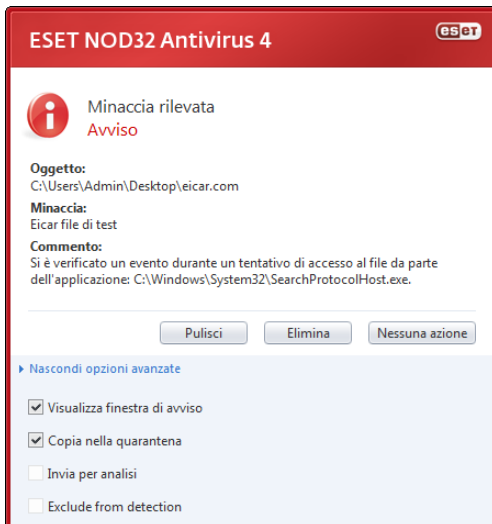 ESET NOD32 Antivirus 4
eset
Minaccia rilevata
Avviso
Oggetto:
C:\Users\Admin\Desktop\eicar.com
Minaccia:
Eicar file di test
Commento:
Si è verificato un evento durante un tentativo di accesso al file da parte
dell'applicazione: C:\Windows\System32\SearchProtocolHost.exe.
Pulisci
Elimina
Nessuna azione
Nascondi opzioni avanzate
Visualizza finestra di avviso
Copia nella quarantena
Invia per analisi
Exclude from detection